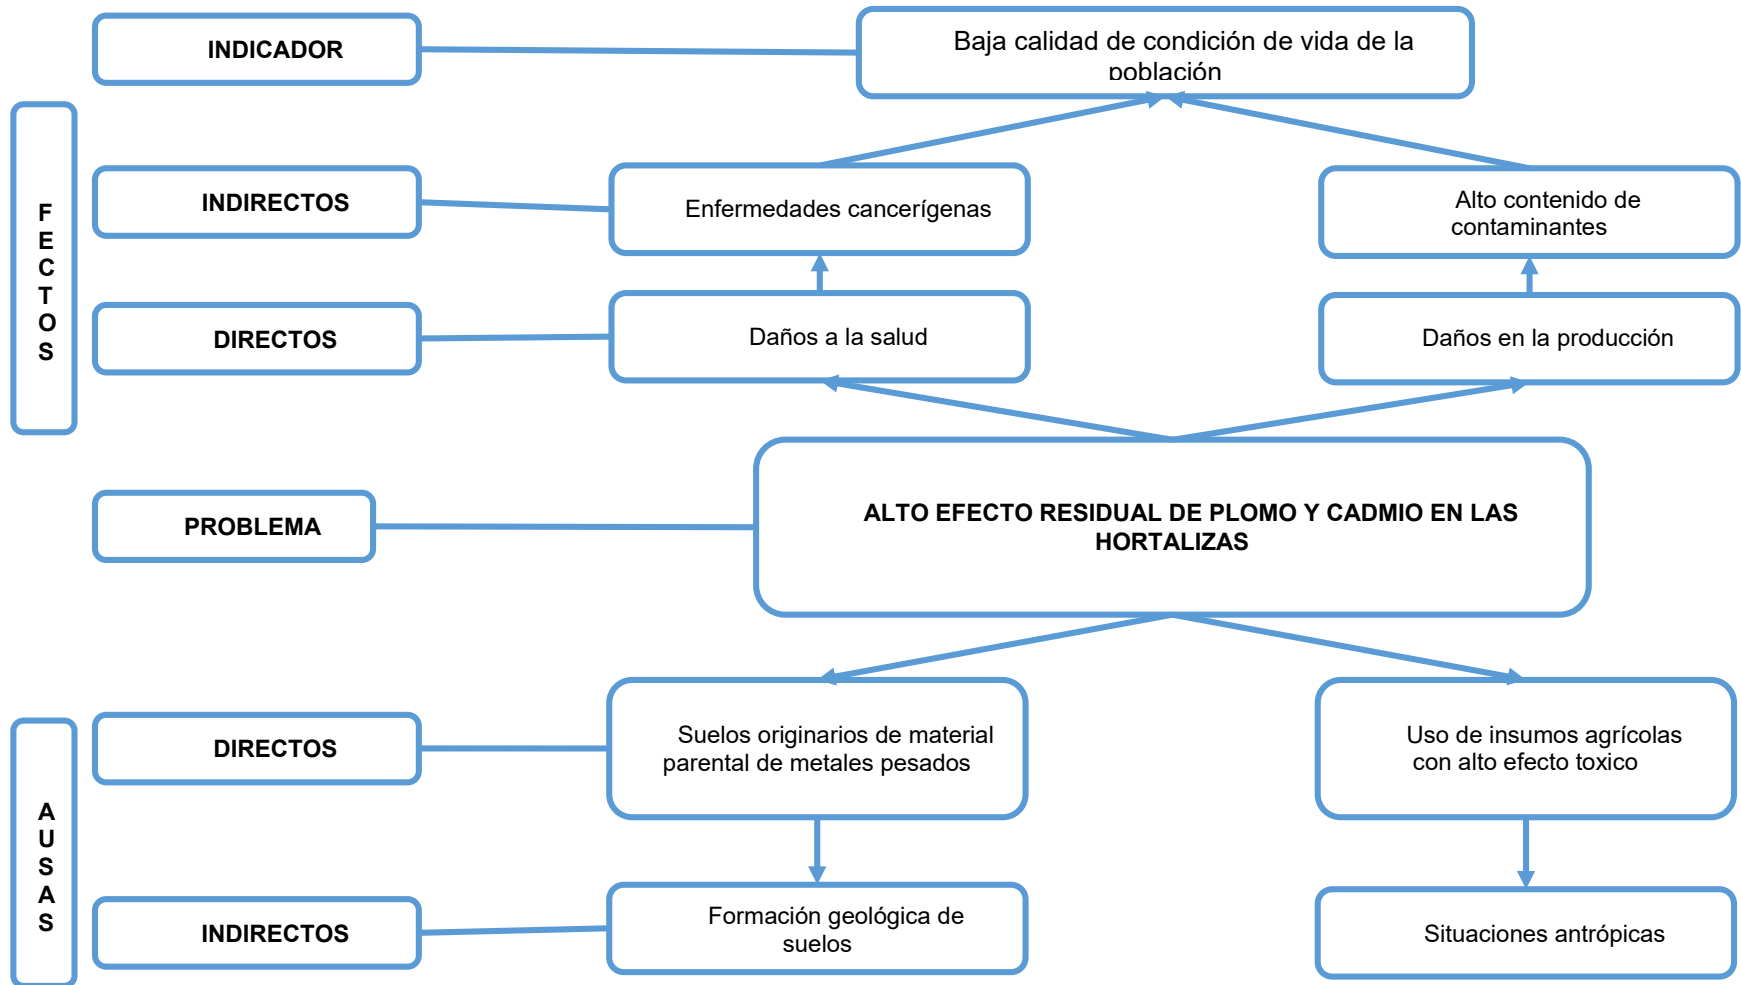 INDICADOR
Baja calidad de condición de vida de la
población
F
E
C
T
O
S
INDIRECTOS
Enfermedades cancerígenas
Alto contenido de
contaminantes
DIRECTOS
Daños a la salud
Daños en la producción
PROBLEMA
ALTO EFECTO RESIDUAL DE PLOMO Y CADMIO EN LAS
HORTALIZAS
A
U
S
A
S
DIRECTOS
Suelos originarios de material
parental de metales pesados
Uso de insumos agrícolas
con alto efecto toxico
INDIRECTOS
Formación geológica de
suelos
Situaciones antrópicas